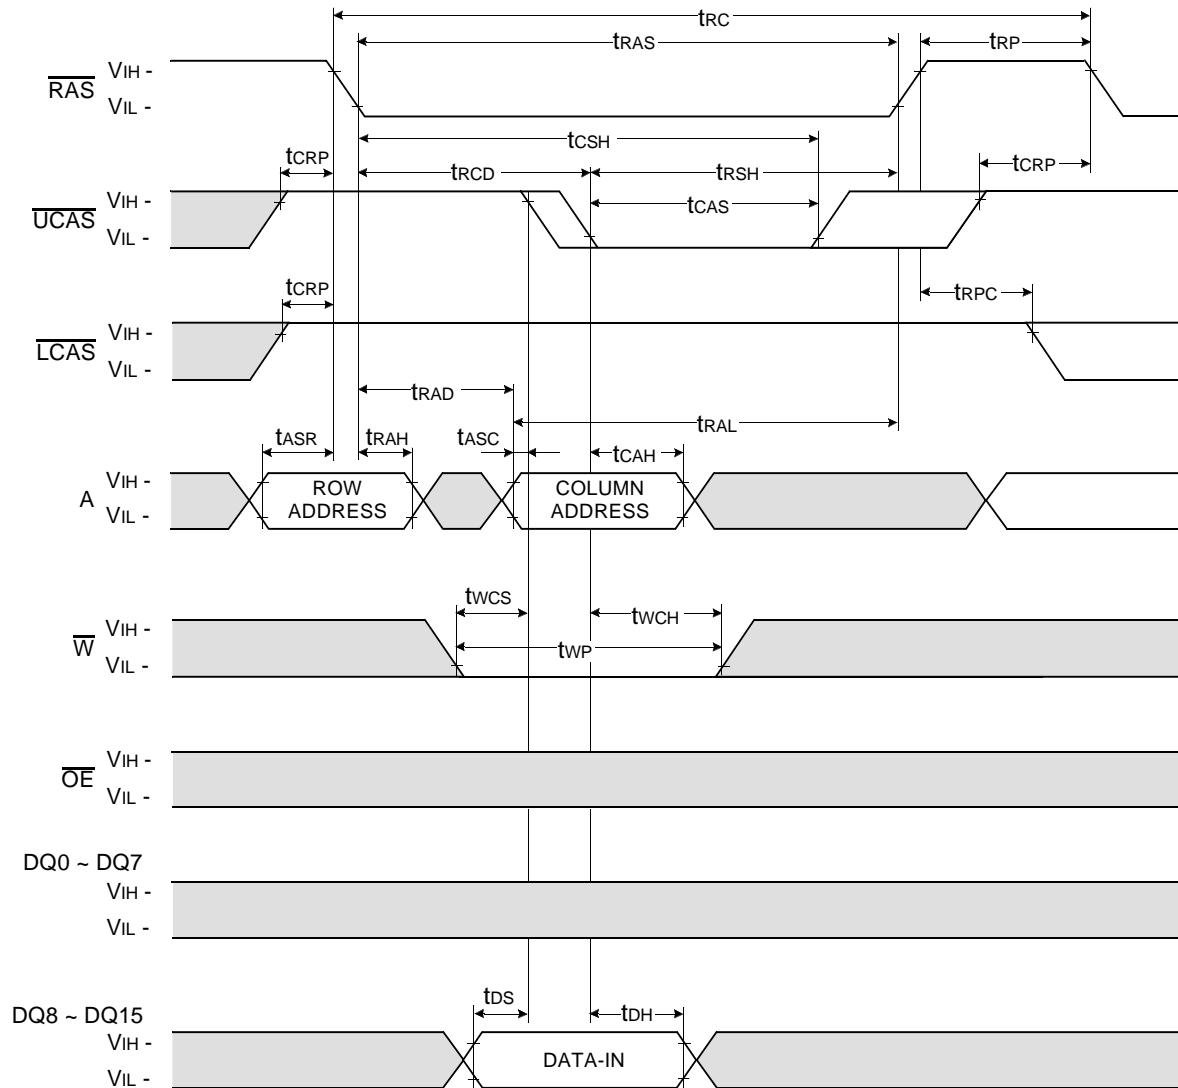 tRC
tRAS
tRP
RAS
VIH -
VIL -
tCSH
tCRP
tRCD
tRSH
tCRP
UCAS
VIH -
VIL -
tCAS
tCRP
tRPC
LCAS
VIH -
VIL -
tRAD
tRAL
tASR
tRAH
tASC
tCAH
A
VIH -
VIL -
ROW
ADDRESS
COLUMN
ADDRESS
tWCS
tWCH
tWP
W
VIH -
VIL -
OE
VIH -
VIL -
DQ0 ~ DQ7
VIH -
VIL -
tDS
tDH
DQ8 ~ DQ15
VIH -
VIL -
DATA-IN